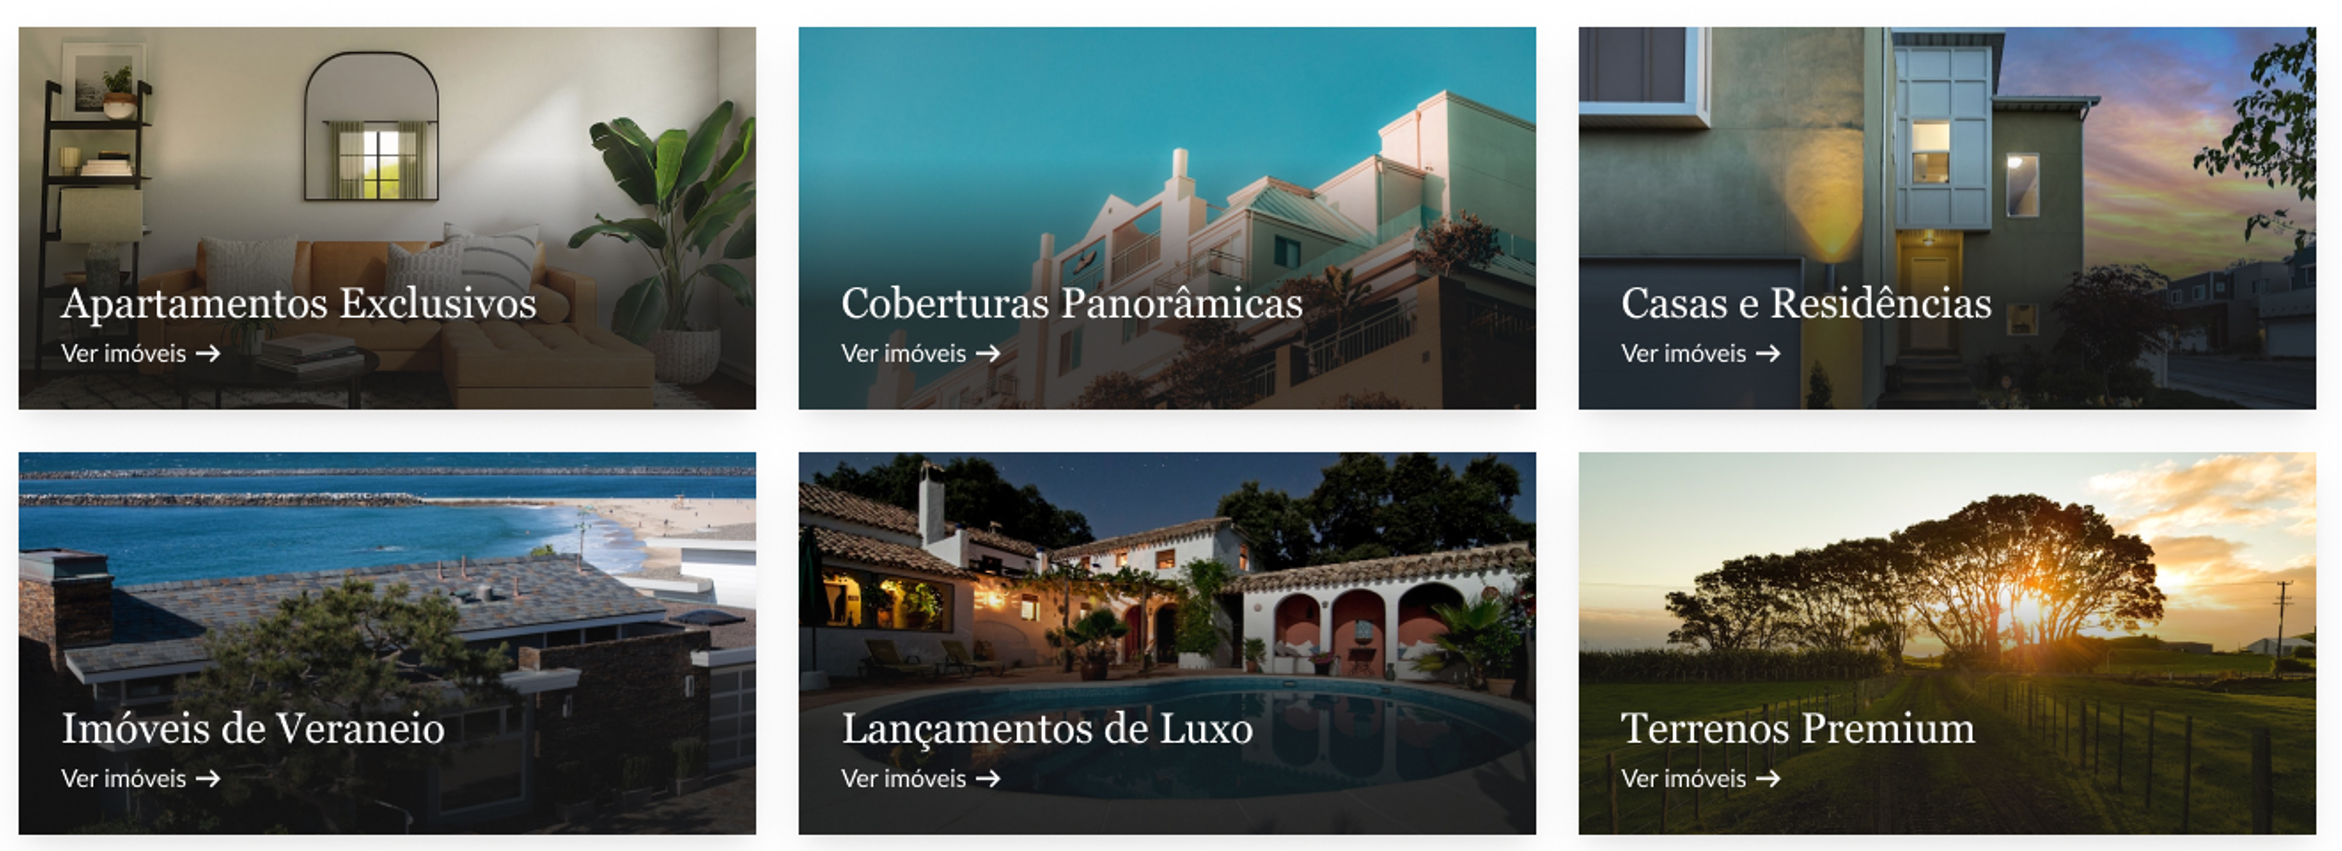 Apartamentos Exclusivos
Ver imóveis →
Coberturas Panorâmicas
Ver imóveis →
Casas e Residências
Ver imóveis →
Imóveis de Veraneio
Ver imóveis →
Lançamentos de Luxo
Ver imóveis →
Terrenos Premium
Ver imóveis →